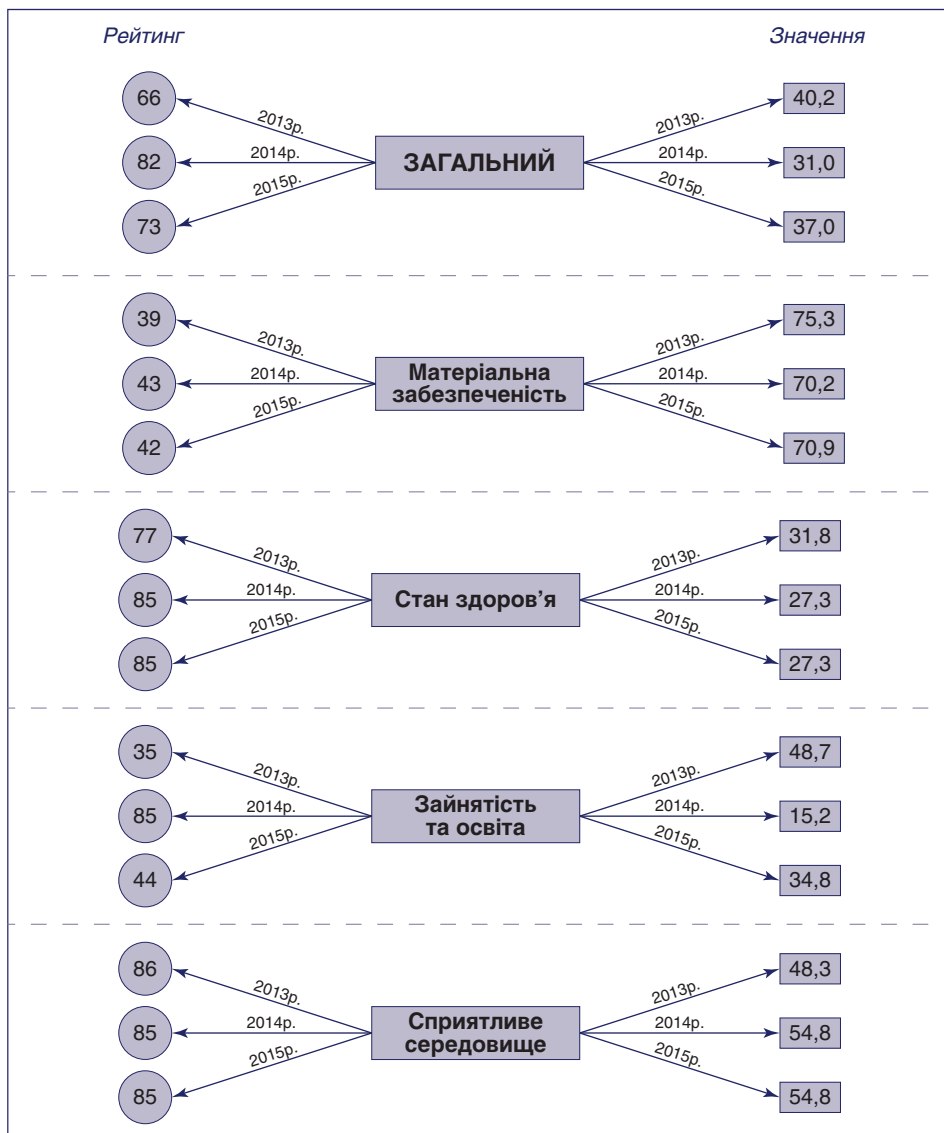 Рейтинг
Значення
66
2013р.
2013р.
40,2
82
2014р.
ЗАГАЛЬНИЙ
2014р.
31,0
73
2015р.
2015р.
37,0
39
2013р.
2013р.
75,3
43
2014р.
Матеріальна
забезпеченість
2014р.
70,2
42
2015р.
2015р.
70,9
77
2013р.
2013р.
31,8
85
2014р.
Стан здоров'я
2014р.
27,3
85
2015р.
2015р.
27,3
35
2013р.
2013р.
48,7
85
2014р.
Зайнятість
та освіта
2014р.
15,2
44
2015р.
2015р.
34,8
86
2013р.
2013р.
48,3
85
2014р.
Сприятливе
середовище
2014р.
54,8
85
2015р.
2015р.
54,8